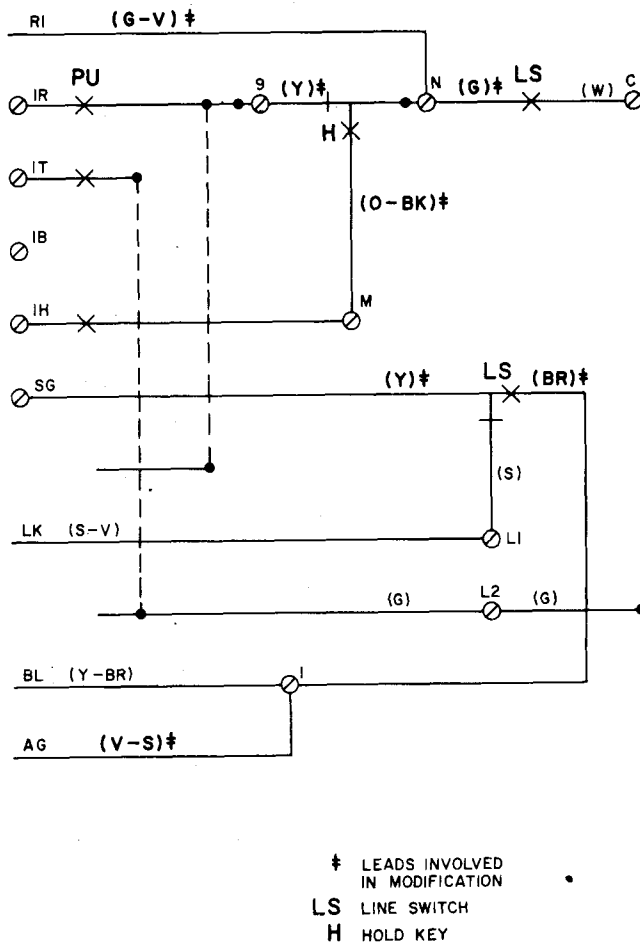 RI (G-V)‡
IR PU 9 (Y)‡ N (G)‡ LS (W) C
H
IT
(O-BK)‡
IB
IH M
SG (Y)‡ LS (BR)‡
(S)
LK (S-V) L1
(G) L2 (G)
BL (Y-BR) I
AG (V-S)‡
‡ LEADS INVOLVED
IN MODIFICATION
LS LINE SWITCH
H HOLD KEY